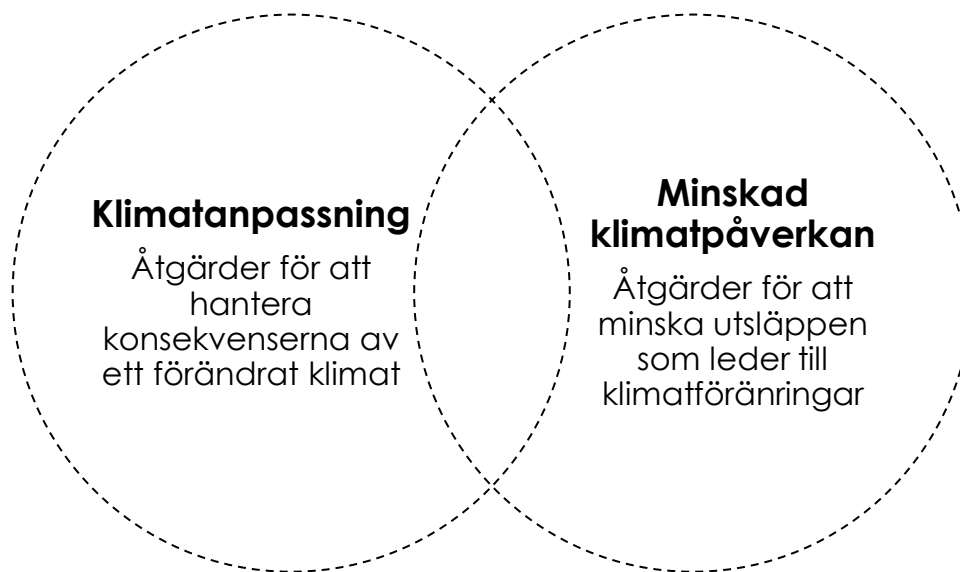 Klimatanpassning
Åtgärder för att
hantera
konsekvenserna av
ett förändrat klimat
Minskad
klimatpåverkan
Åtgärder för att
minska utsläppen
som leder till
klimatföränringar